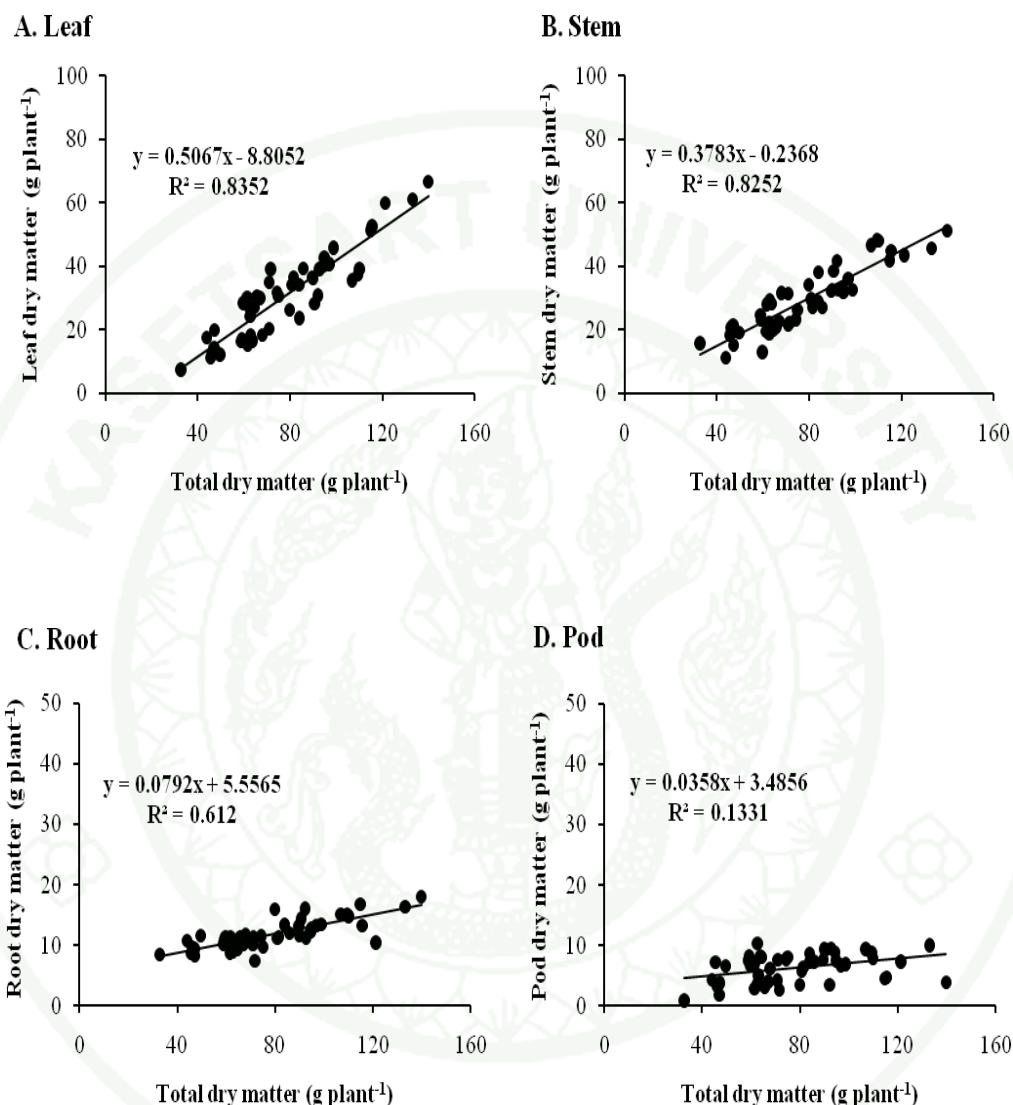 A. Leaf
B. Stem
100
80
60
40
20
0
Leaf dry matter (g plant⁻¹)
y = 0.5067x - 8.8052
R² = 0.8352
0 40 80 120 160
Total dry matter (g plant⁻¹)
100
80
60
40
20
0
Stem dry matter (g plant⁻¹)
y = 0.3783x - 0.2368
R² = 0.8252
0 40 80 120 160
Total dry matter (g plant⁻¹)
C. Root
D. Pod
50
40
30
20
10
0
Root dry matter (g plant⁻¹)
y = 0.0792x + 5.5565
R² = 0.612
0 40 80 120 160
Total dry matter (g plant⁻¹)
50
40
30
20
10
0
Pod dry matter (g plant⁻¹)
y = 0.0358x + 3.4856
R² = 0.1331
0 40 80 120 160
Total dry matter (g plant⁻¹)
KASETSART UNIVERSITY